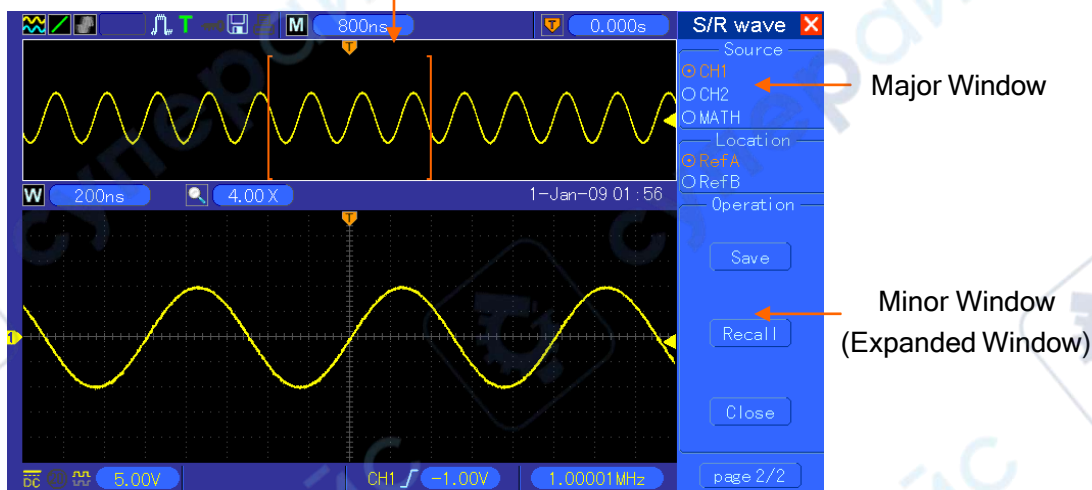 M 800ns T 0.000s S/R wave
Source
CH1
CH2
MATH
Major Window
Location
RefA
RefB
W 200ns 4.00 X 1-Jan-09 01:56
Operation
Save
Recall
Close
Minor Window
(Expanded Window)
DC 5.00V CH1 -1.00V 1.00001MHz page 2/2